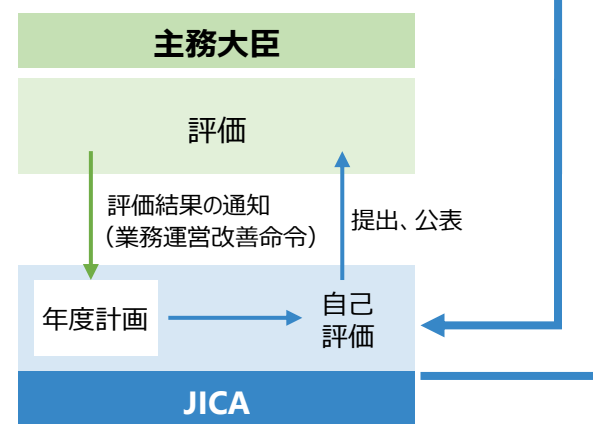 主務大臣
評価
評価結果の通知
（業務運営改善命令）
提出、公表
年度計画
自己
評価
JICA